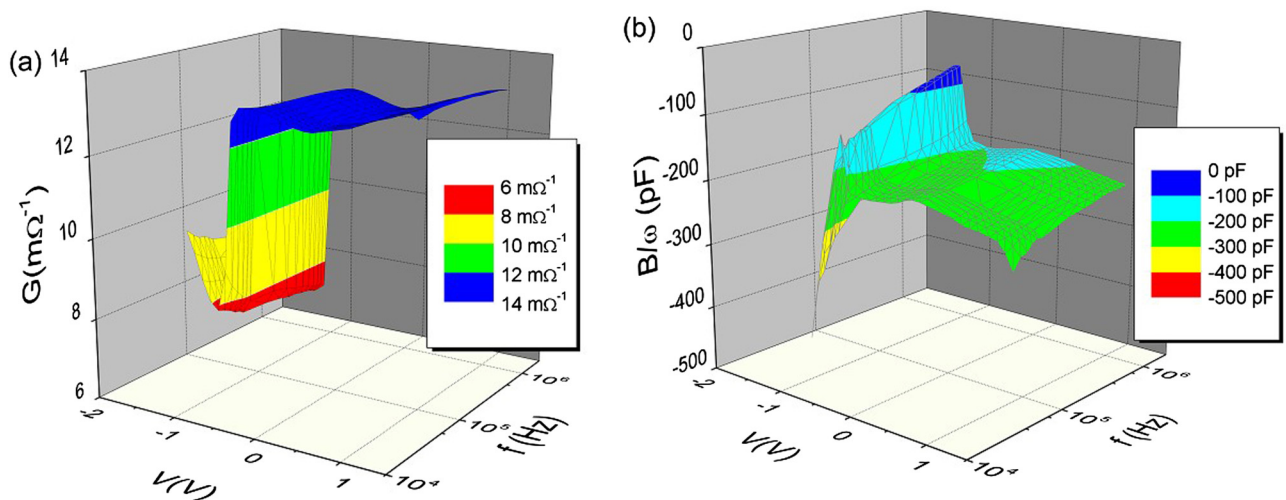 (a)
14
12
10
8
6
G(mΩ⁻¹)
-2
-1
0
1
V(V)
10⁴
10⁵
10⁶
f (Hz)
6 mΩ⁻¹
8 mΩ⁻¹
10 mΩ⁻¹
12 mΩ⁻¹
14 mΩ⁻¹
(b)
0
-100
-200
-300
-400
-500
B/ω (pF)
-2
-1
0
1
V(V)
10⁴
10⁵
10⁶
f (Hz)
0 pF
-100 pF
-200 pF
-300 pF
-400 pF
-500 pF